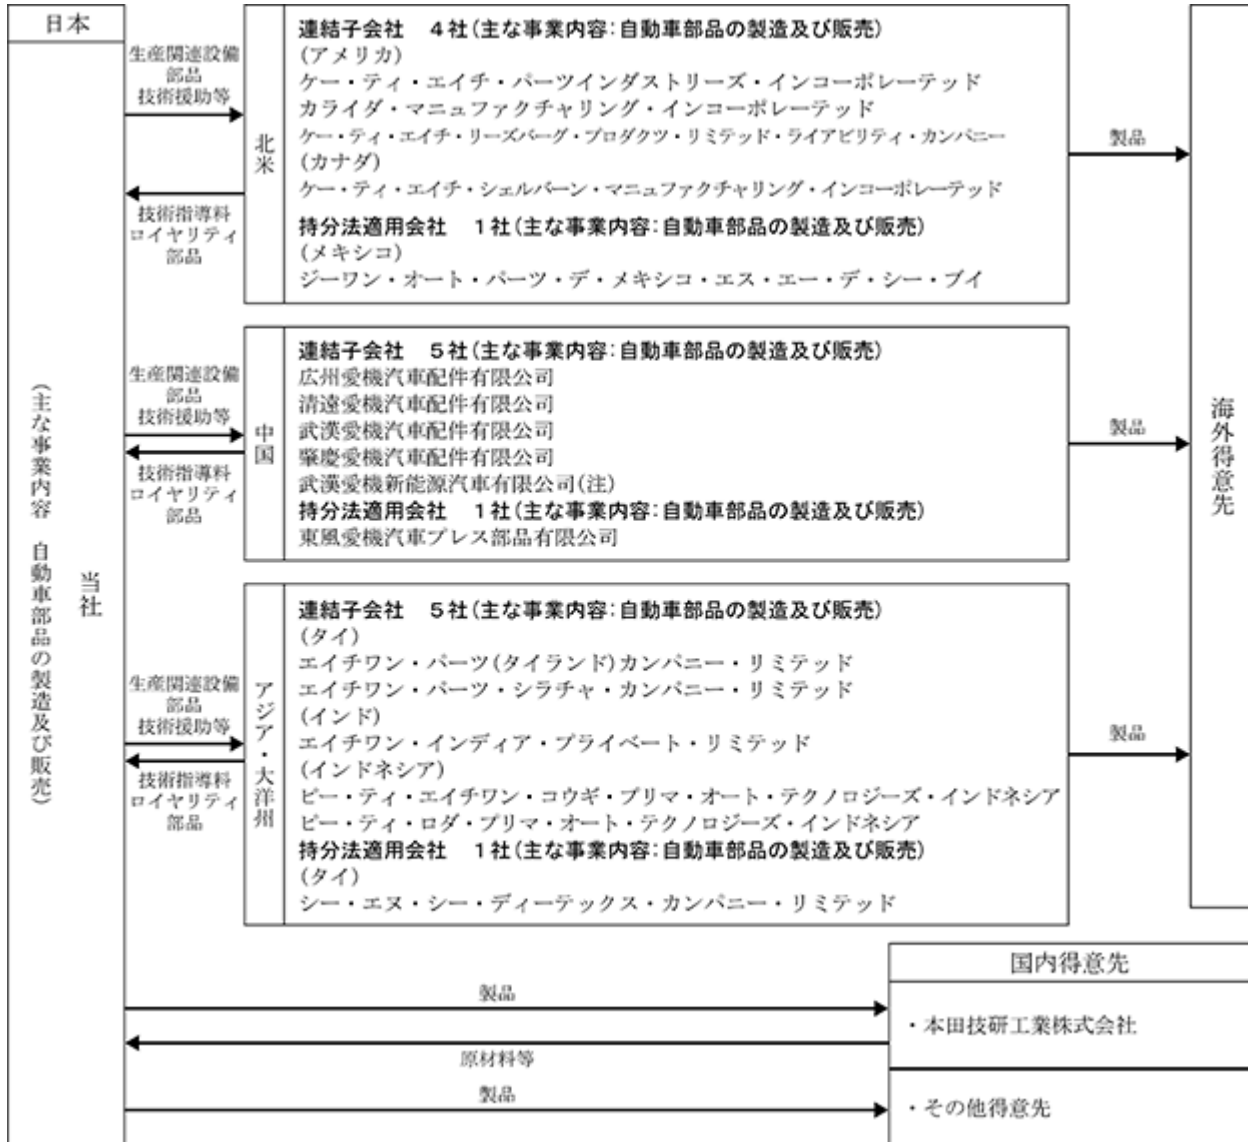 日本
(主な事業内容 自動車部品の製造及び販売)
当社
生産関連設備
部品
技術援助等
技術指導料
ロイヤリティ
部品
北米
連結子会社 4社(主な事業内容:自動車部品の製造及び販売)
(アメリカ)
ケー・ティ・エイチ・パーツインダストリーズ・インコーポレーテッド
カライダ・マニュファクチャリング・インコーポレーテッド
ケー・ティ・エイチ・リーズバーグ・プロダクツ・リミテッド・ライアビリティ・カンパニー
(カナダ)
ケー・ティ・エイチ・シェルバーン・マニュファクチャリング・インコーポレーテッド
持分法適用会社 1社(主な事業内容:自動車部品の製造及び販売)
(メキシコ)
ジーワン・オート・パーツ・デ・メキシコ・エス・エー・デ・シー・ブイ
製品
生産関連設備
部品
技術援助等
技術指導料
ロイヤリティ
部品
中国
連結子会社 5社(主な事業内容:自動車部品の製造及び販売)
広州愛機汽車配件有限公司
清遠愛機汽車配件有限公司
武漢愛機汽車配件有限公司
肇慶愛機汽車配件有限公司
武漢愛機新能源汽車有限公司(注)
持分法適用会社 1社(主な事業内容:自動車部品の製造及び販売)
東風愛機汽車プレス部品有限公司
製品
生産関連設備
部品
技術援助等
技術指導料
ロイヤリティ
部品
アジア・大洋州
連結子会社 5社(主な事業内容:自動車部品の製造及び販売)
(タイ)
エイチワン・パーツ(タイランド)カンパニー・リミテッド
エイチワン・パーツ・シラチャ・カンパニー・リミテッド
(インド)
エイチワン・インディア・プライベート・リミテッド
(インドネシア)
ピー・ティ・エイチワン・コウギ・プリマ・オート・テクノロジーズ・インドネシア
ピー・ティ・ロダ・プリマ・オート・テクノロジーズ・インドネシア
持分法適用会社 1社(主な事業内容:自動車部品の製造及び販売)
(タイ)
シー・エヌ・シー・ディーテックス・カンパニー・リミテッド
製品
海外得意先
国内得意先
製品
・本田技研工業株式会社
原材料等
製品
・その他得意先